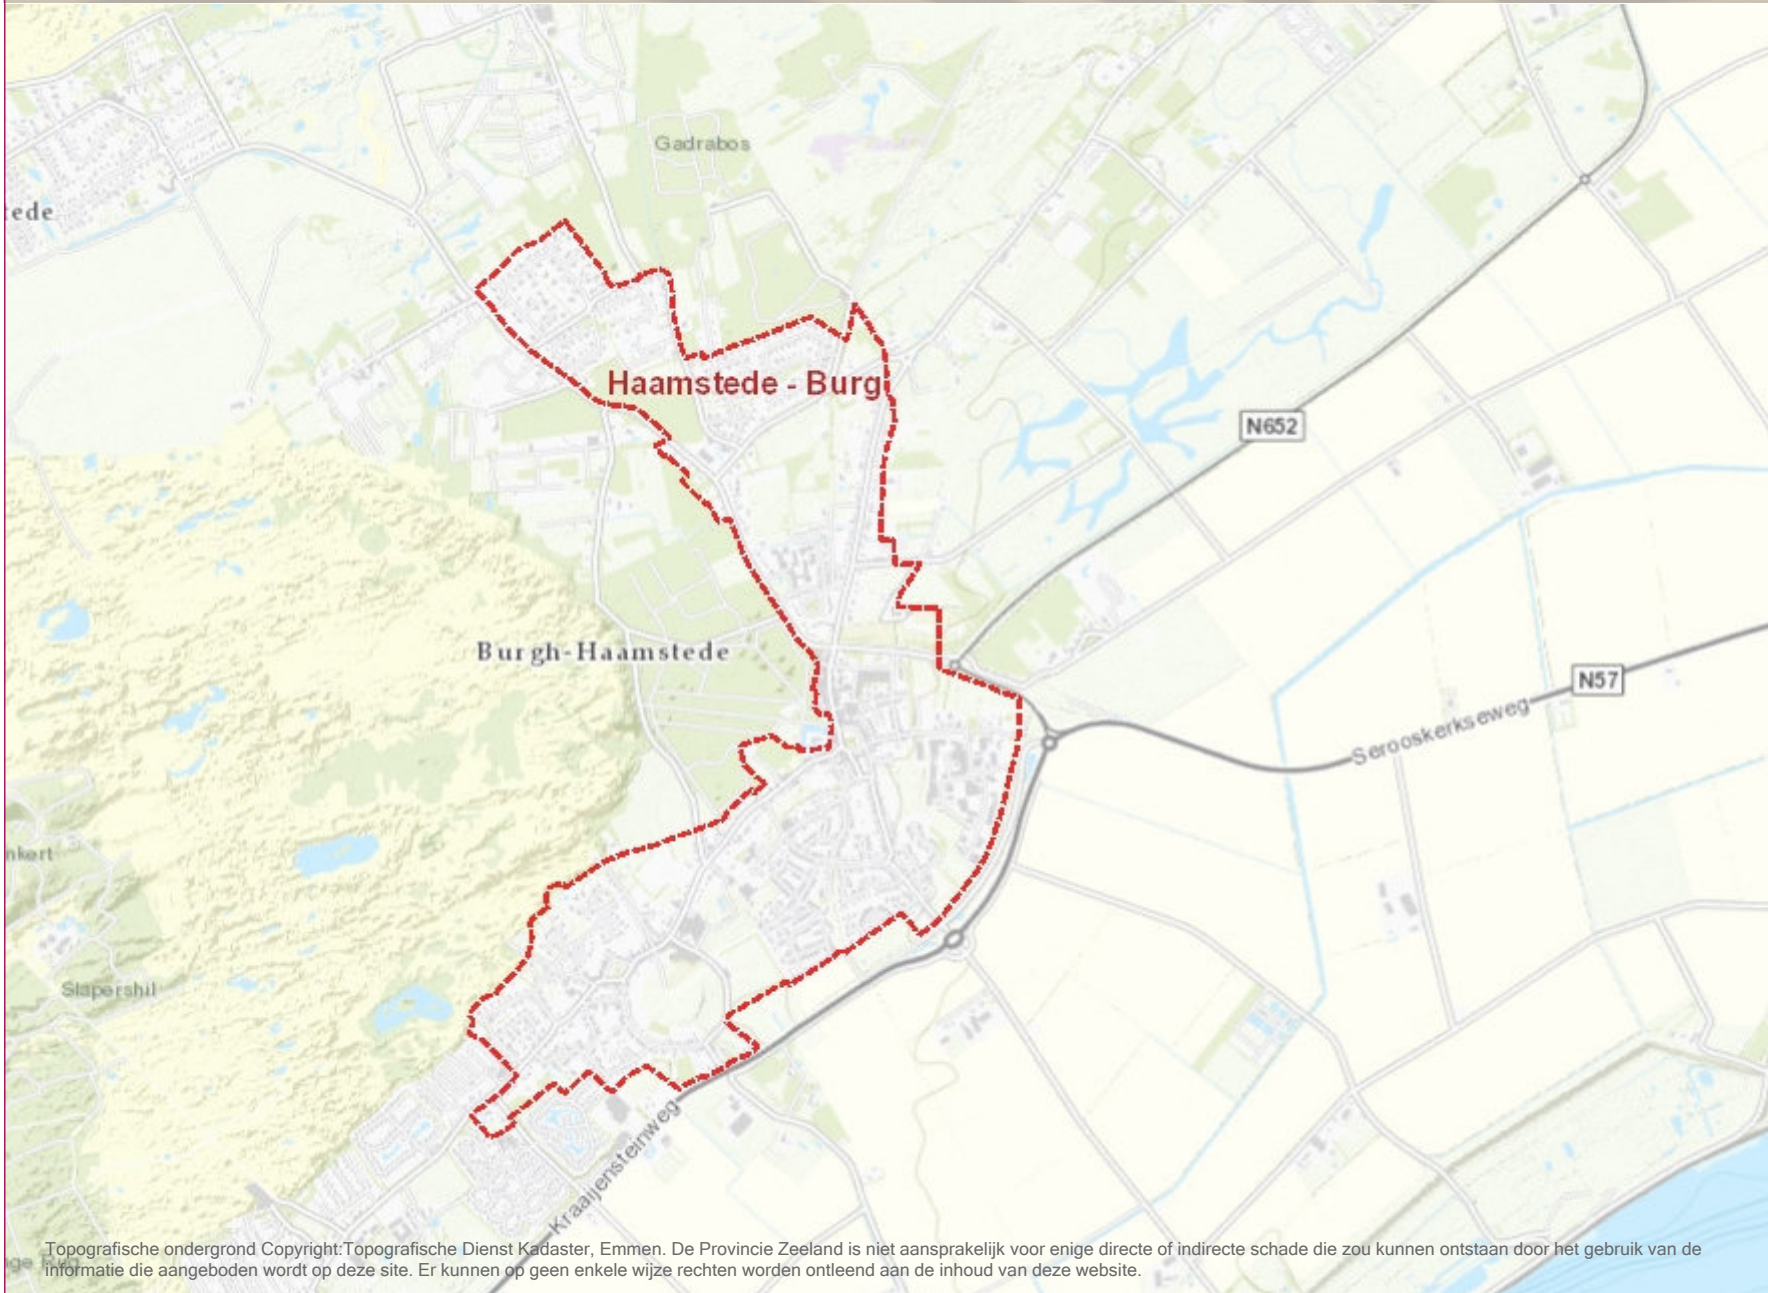 Gadrabos
tede
Haamstede - Burg
N652
Burgh-Haamstede
N57
Serooskerkseweg
nkert
Slapershil
Kraaijensteinweg
Topografische ondergrond Copyright:Topografische Dienst Kadaster, Emmen. De Provincie Zeeland is niet aansprakelijk voor enige directe of indirecte schade die zou kunnen ontstaan door het gebruik van de
informatie die aangeboden wordt op deze site. Er kunnen op geen enkele wijze rechten worden ontleend aan de inhoud van deze website.